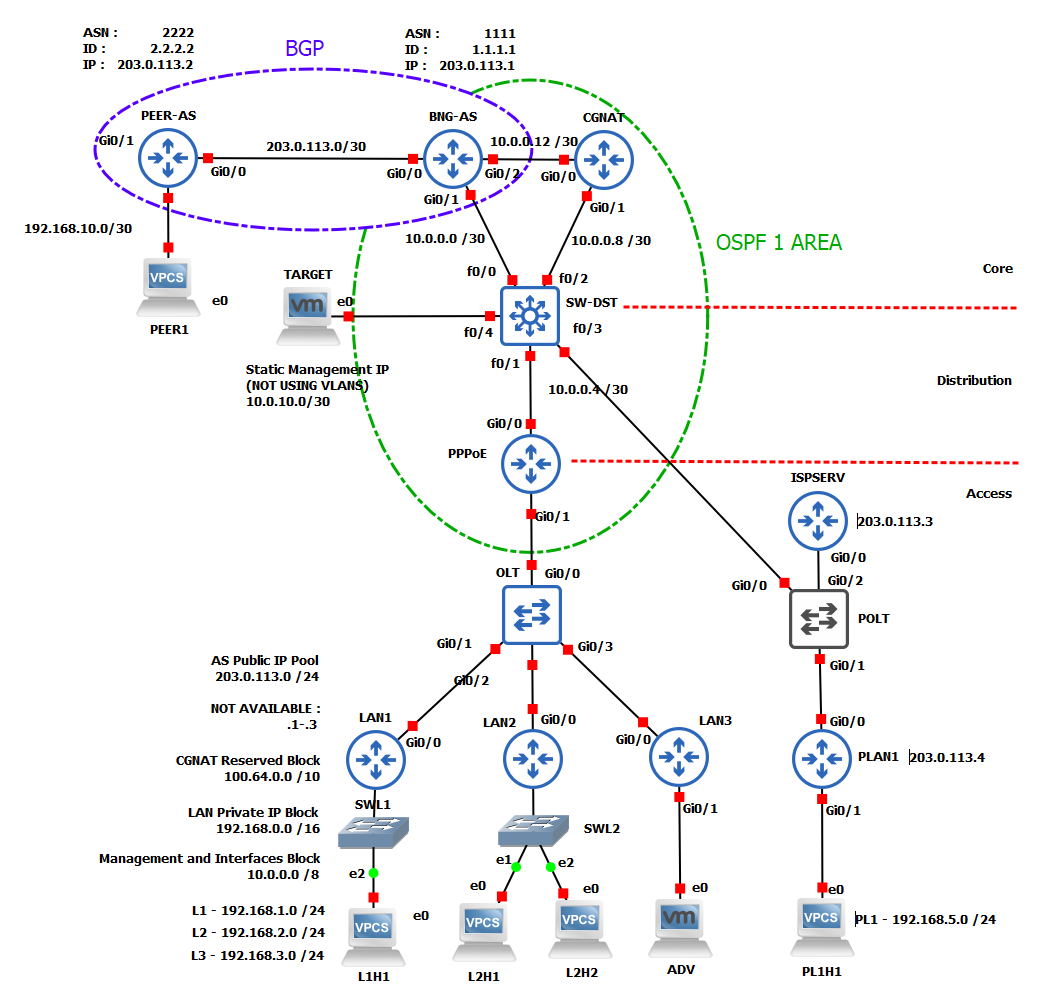 ASN : 2222
ID : 2.2.2.2
IP : 203.0.113.2
ASN : 1111
ID : 1.1.1.1
IP : 203.0.113.1
BGP
PEER-AS
BNG-AS
CGNAT
Gi0/1
203.0.113.0/30
10.0.0.12 /30
Gi0/0
Gi0/0
Gi0/2
Gi0/0
Gi0/1
Gi0/1
192.168.10.0/30
10.0.0.0 /30
10.0.0.8 /30
OSPF 1 AREA
VPCS
e0
PEER1
TARGET
vm
e0
f0/0
f0/2
Core
SW-DST
f0/4
f0/3
f0/1
Static Management IP
(NOT USING VLANS)
10.0.10.0/30
10.0.0.4 /30
Distribution
Gi0/0
PPPoE
Access
ISPSERV
203.0.113.3
Gi0/1
Gi0/0
Gi0/2
OLT
Gi0/0
Gi0/0
POLT
Gi0/1
Gi0/3
Gi0/2
Gi0/1
AS Public IP Pool
203.0.113.0 /24
NOT AVAILABLE :
.1-.3
LAN1
Gi0/0
LAN2
Gi0/0
LAN3
Gi0/0
Gi0/0
PLAN1
203.0.113.4
CGNAT Reserved Block
100.64.0.0 /10
SWL1
Gi0/1
Gi0/1
LAN Private IP Block
192.168.0.0 /16
SWL2
Management and Interfaces Block
10.0.0.0 /8
e2
e1
e2
e0
e0
e0
e0
L1 - 192.168.1.0 /24
L2 - 192.168.2.0 /24
L3 - 192.168.3.0 /24
VPCS
e0
L1H1
VPCS
L2H1
VPCS
L2H2
vm
ADV
VPCS
PL1H1
PL1 - 192.168.5.0 /24